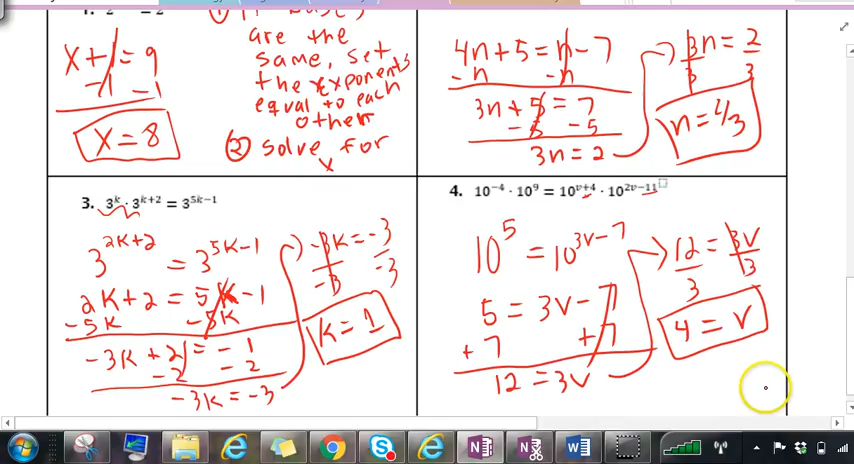 x + 1 = 9
-1 -1
x = 8
are the
same, set
the exponents
equal to each
other
② solve for
x
4n + 5 = n - 7
-n -n
3n + 5 = 7
-5 -5
3n = 2
3n = 2
3 3
n = 2/3
3. 3^k · 3^{k+2} = 3^{5k-1}
3^{2k+2} = 3^{5k-1}
2k + 2 = 5k - 1
-5k -5k
-3k + 2 = -1
-2 -2
-3k = -3
-3k = -3
-3 -3
k = 1
4. 10^{-4} · 10^9 = 10^{v+4} · 10^{2v-11}
10^5 = 10^{3v-7}
5 = 3v - 7
+7 +7
12 = 3v
12 = 3v
3 3
4 = v